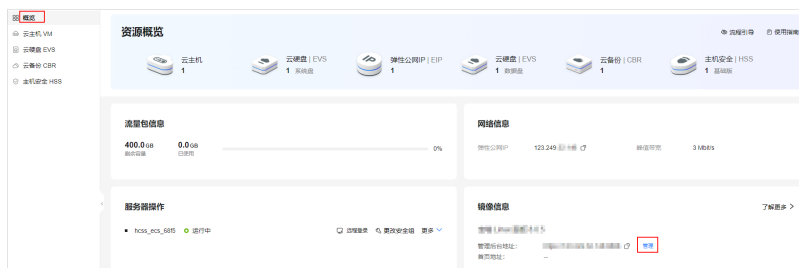 概览
云主机 VM
云硬盘 EVS
云备份 CBR
主机安全 HSS
资源概览
流程引导 使用指南
云主机 1
云硬盘 | EVS 1 系统盘
弹性公网IP | EIP 1
云硬盘 | EVS 1 数据盘
云备份 | CBR 1
主机安全 | HSS 1 基础版
流量包信息
400.0 GB 0.0 GB 0%
剩余容量 已使用
网络信息
弹性公网IP 123.249 峰值带宽 3 Mbit/s
服务器操作
hcss_ecs_68f5 运行中 远程登录 更改安全组 更多
镜像信息 了解更多
管理后台地址: 管理
首页地址: --